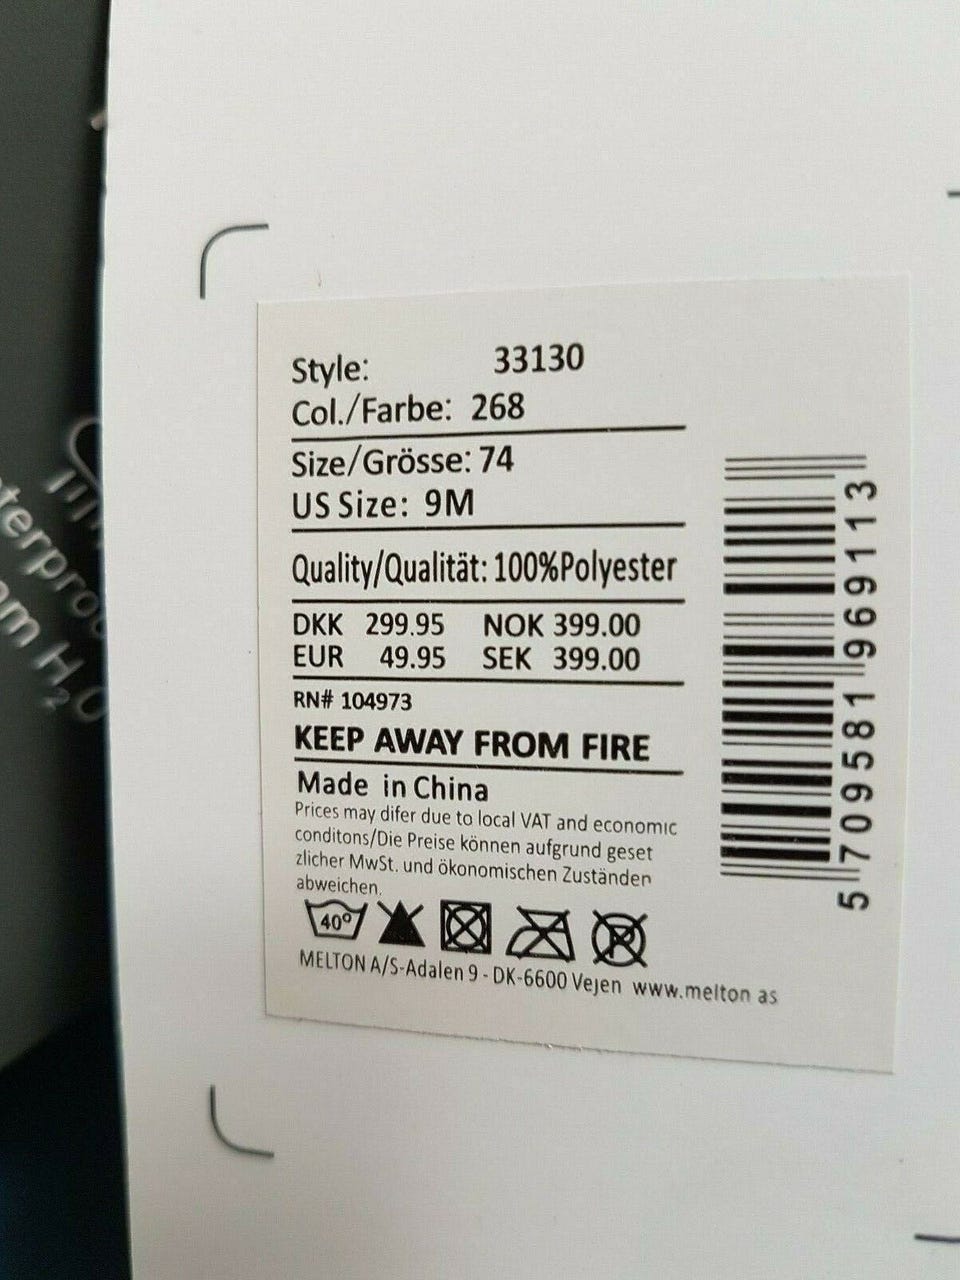 Style: 33130
Col./Farbe: 268
Size/Grösse: 74
US Size: 9M
Quality/Qualität: 100%Polyester
DKK 299.95 NOK 399.00
EUR 49.95 SEK 399.00
RN# 104973
KEEP AWAY FROM FIRE
Made in China
Prices may difer due to local VAT and economic
conditons/Die Preise können aufgrund geset
zlicher MwSt. und ökonomischen Zuständen
abweichen.
40°
P
MELTON A/S-Adalen 9 - DK-6600 Vejen www.melton as
5 709581 969113
H₂O